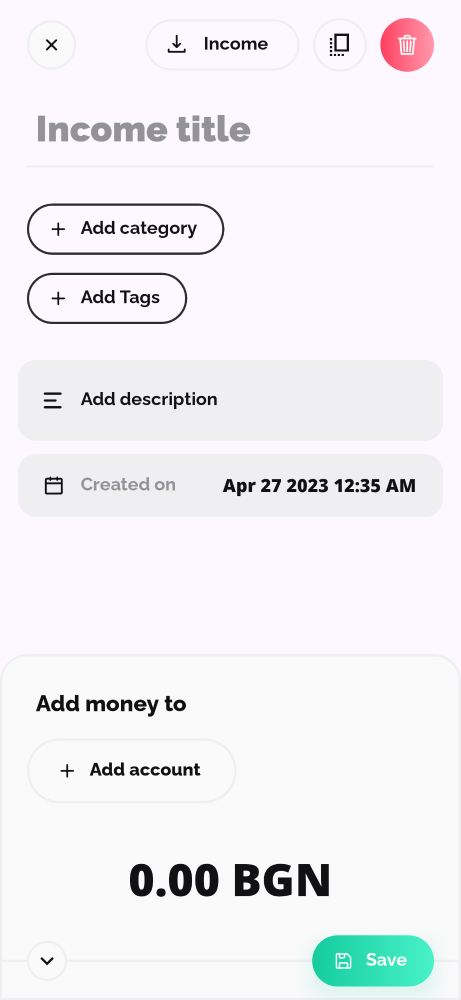 Income
Income title
Add category
Add Tags
Add description
Created on Apr 27 2023 12:35 AM
Add money to
Add account
0.00 BGN
Save